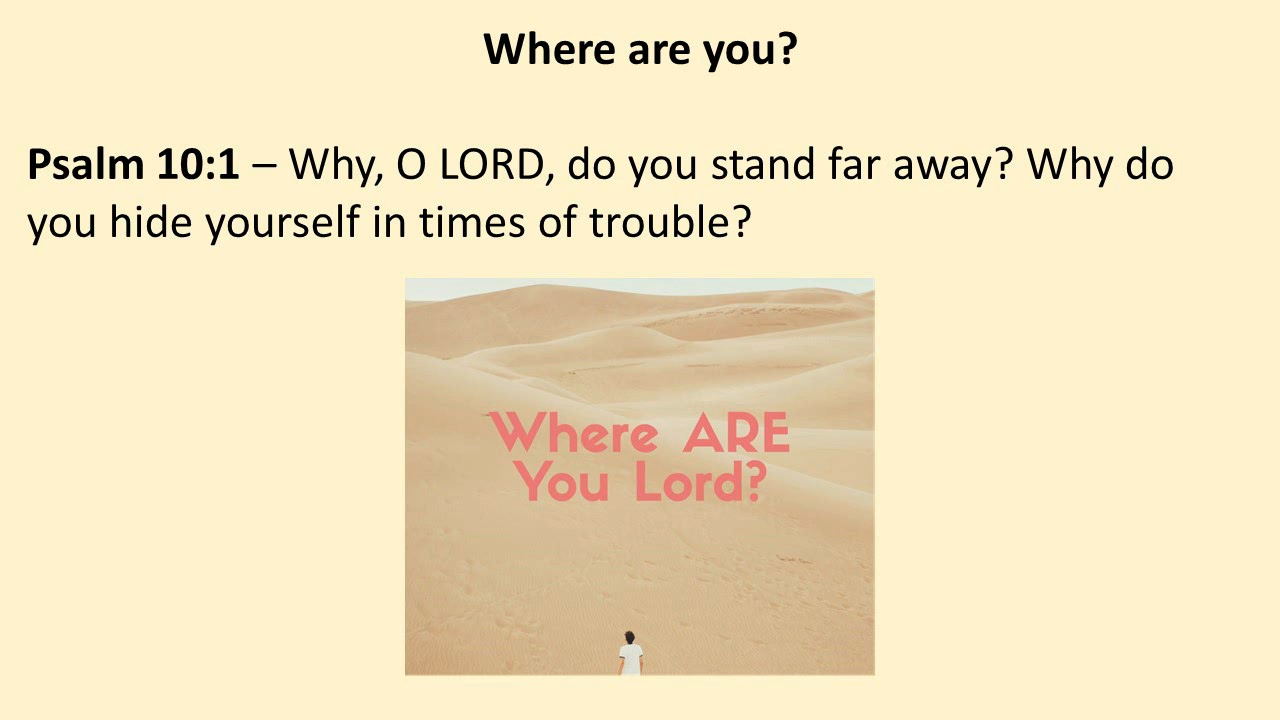 Where are you?
Psalm 10:1 – Why, O LORD, do you stand far away? Why do
you hide yourself in times of trouble?
Where ARE
You Lord?